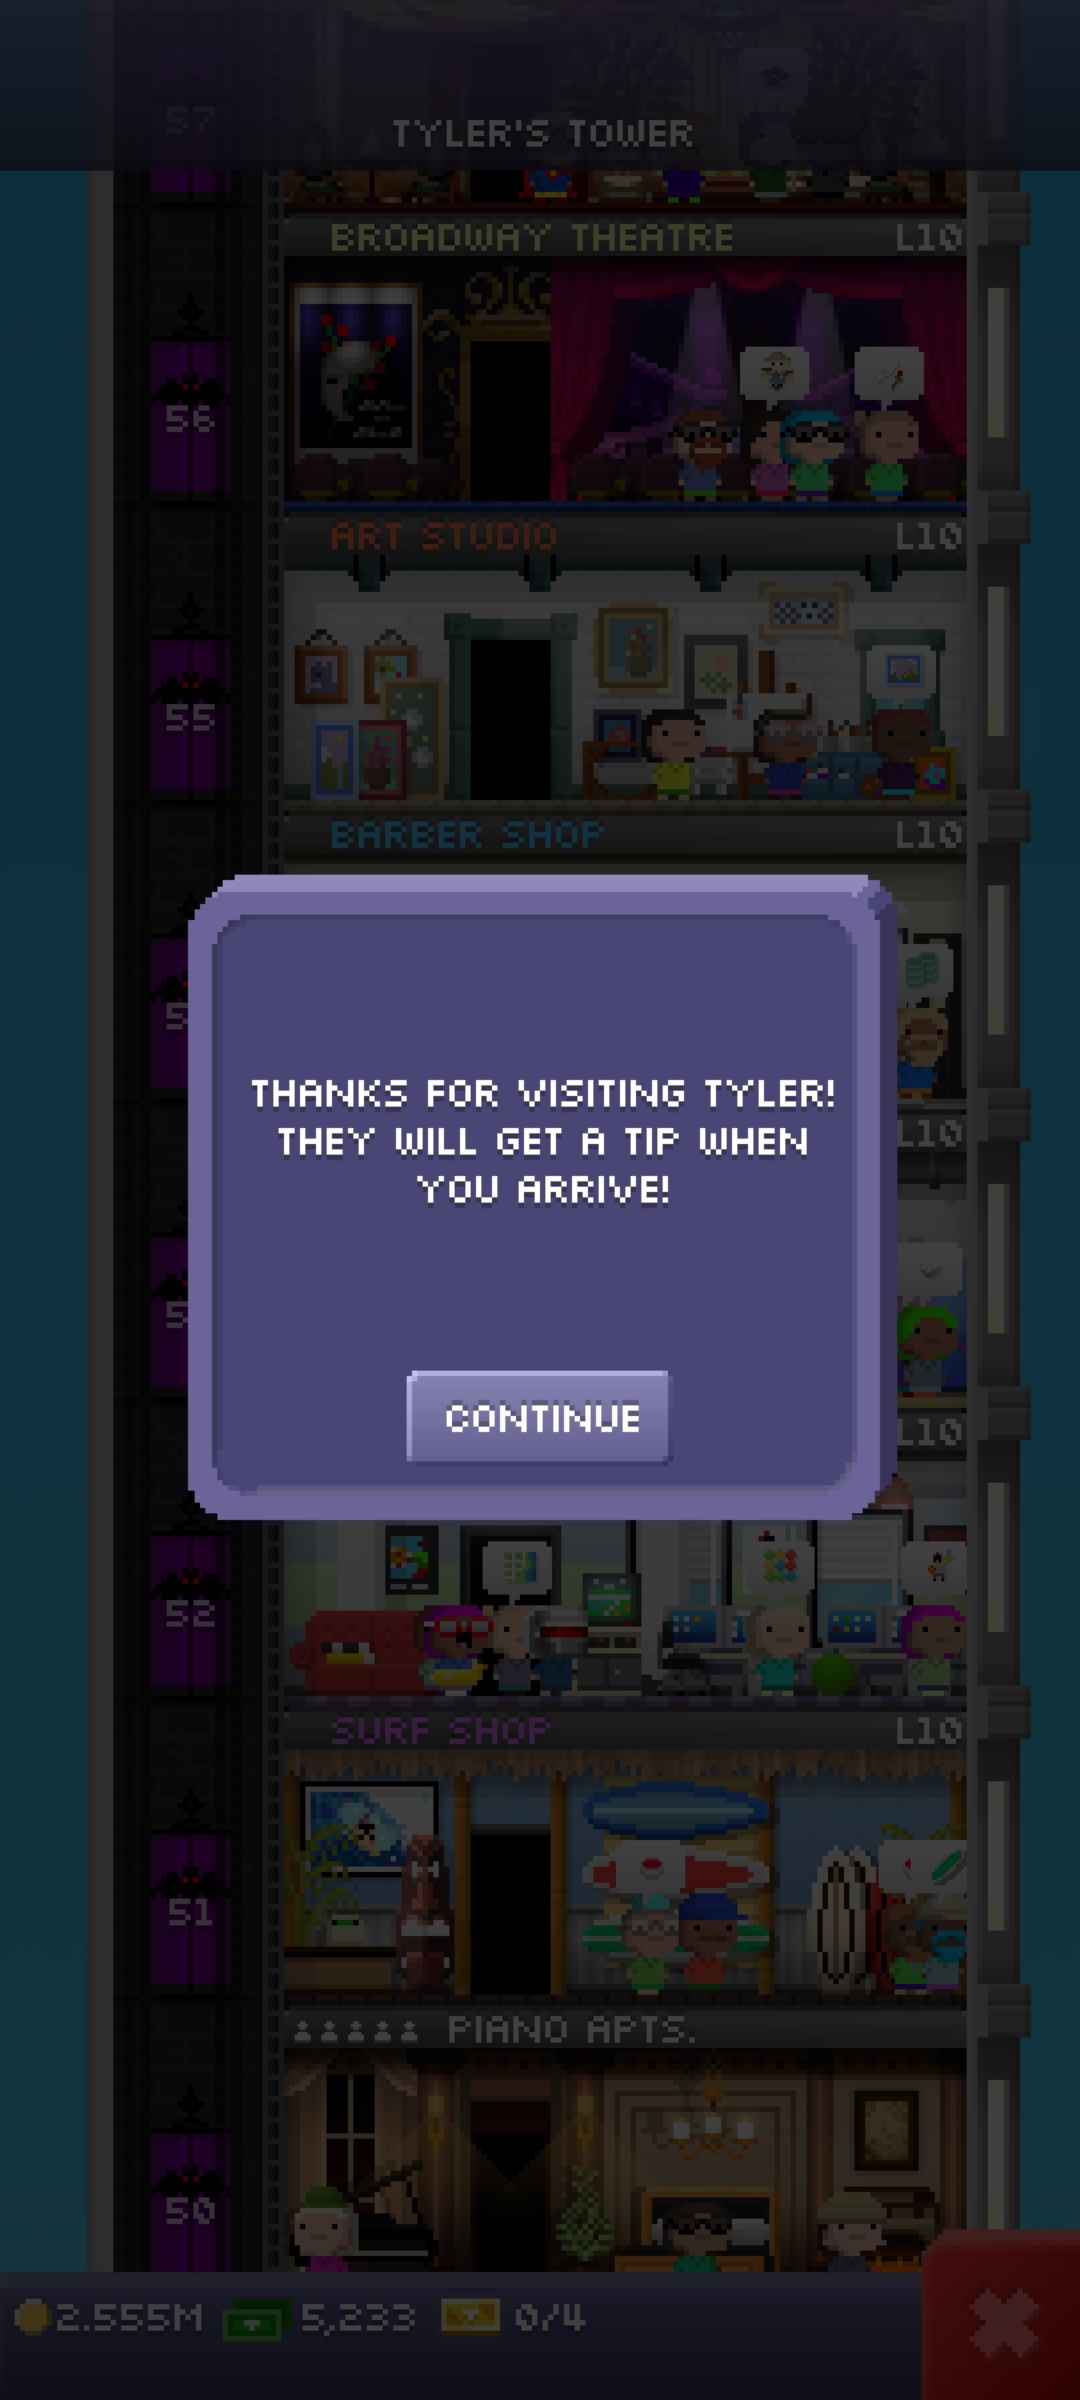 57
TYLER'S TOWER
BROADWAY THEATRE L10
56
ART STUDIO L10
55
BARBER SHOP L10
THANKS FOR VISITING TYLER!
THEY WILL GET A TIP WHEN
YOU ARRIVE!
L10
CONTINUE
L10
52
SURF SHOP L10
51
PIANO APTS.
50
2.555M 5,233 0/4